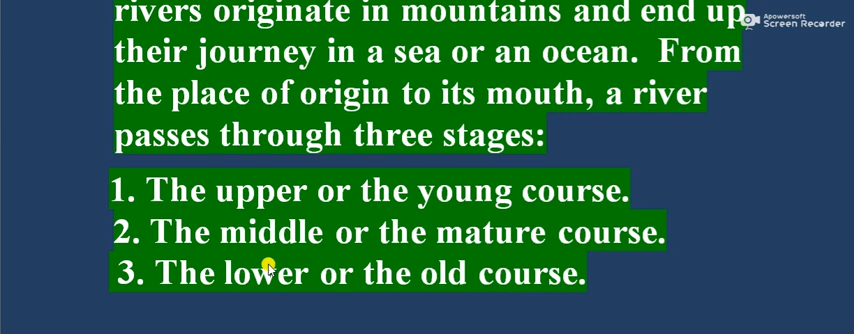 rivers originate in mountains and end up
Apowersoft
Screen Recorder
their journey in a sea or an ocean.  From
the place of origin to its mouth, a river
passes through three stages:
1. The upper or the young course.
2. The middle or the mature course.
3. The lower or the old course.